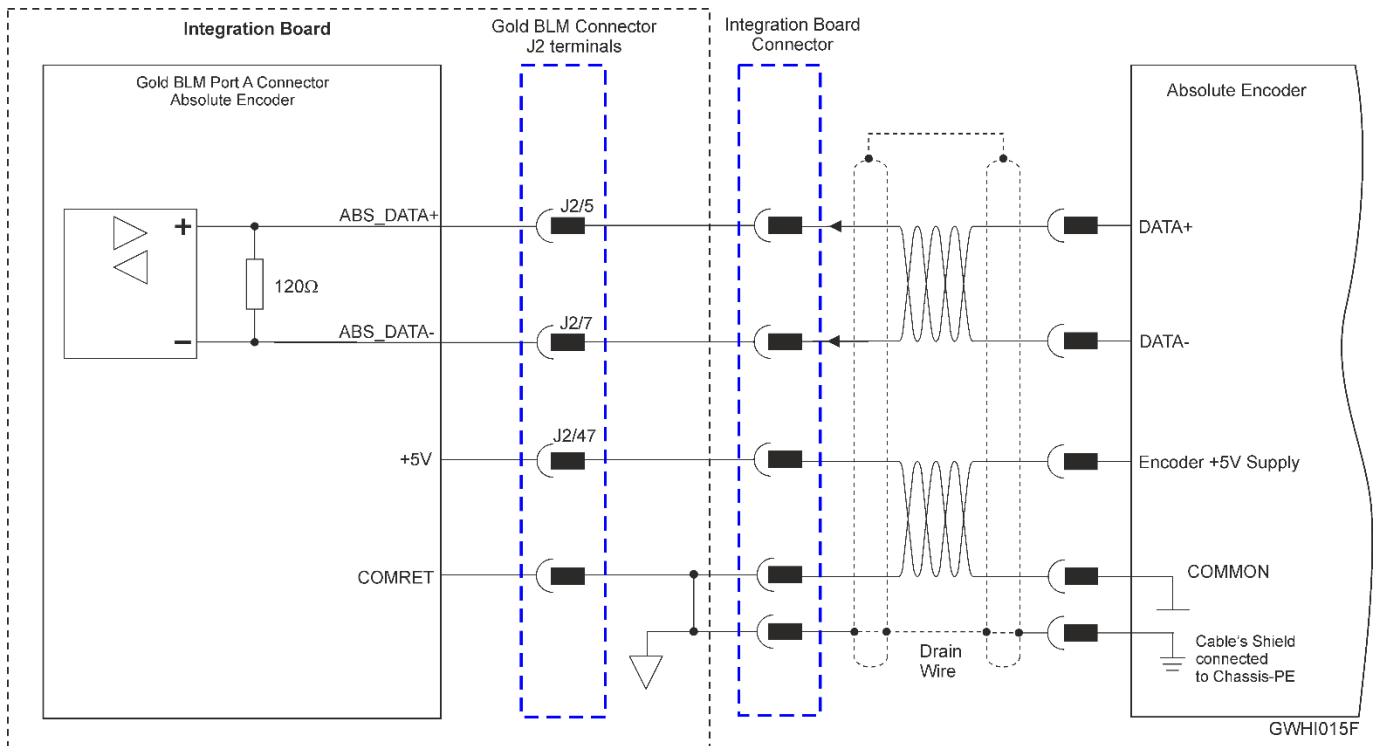 Integration Board
Gold BLM Connector
J2 terminals
Integration Board
Connector
Gold BLM Port A Connector
Absolute Encoder
Absolute Encoder
+
120Ω
−
ABS_DATA+
ABS_DATA-
+5V
COMRET
J2/5
J2/7
J2/47
Drain
Wire
DATA+
DATA-
Encoder +5V Supply
COMMON
Cable's Shield
connected
to Chassis-PE
GWHI015F